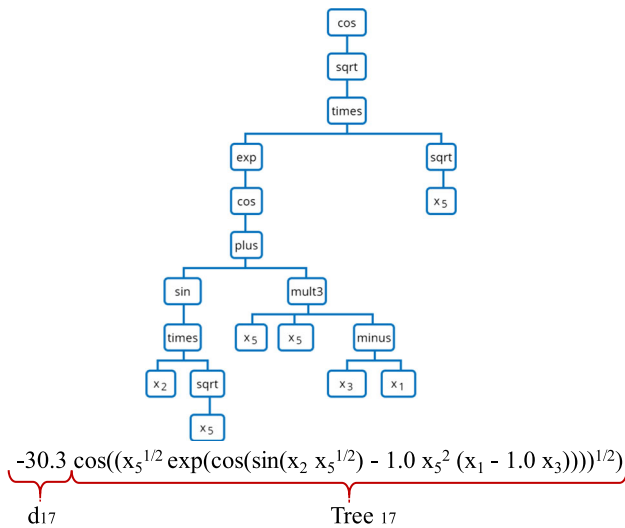 cos
sqrt
times
exp sqrt
cos x5
plus
sin mult3
times x5 x5 minus
x2 sqrt x3 x1
x5
-30.3 cos((x5^1/2 exp(cos(sin(x2 x5^1/2) - 1.0 x5^2 (x1 - 1.0 x3))))^1/2)
d17 Tree 17